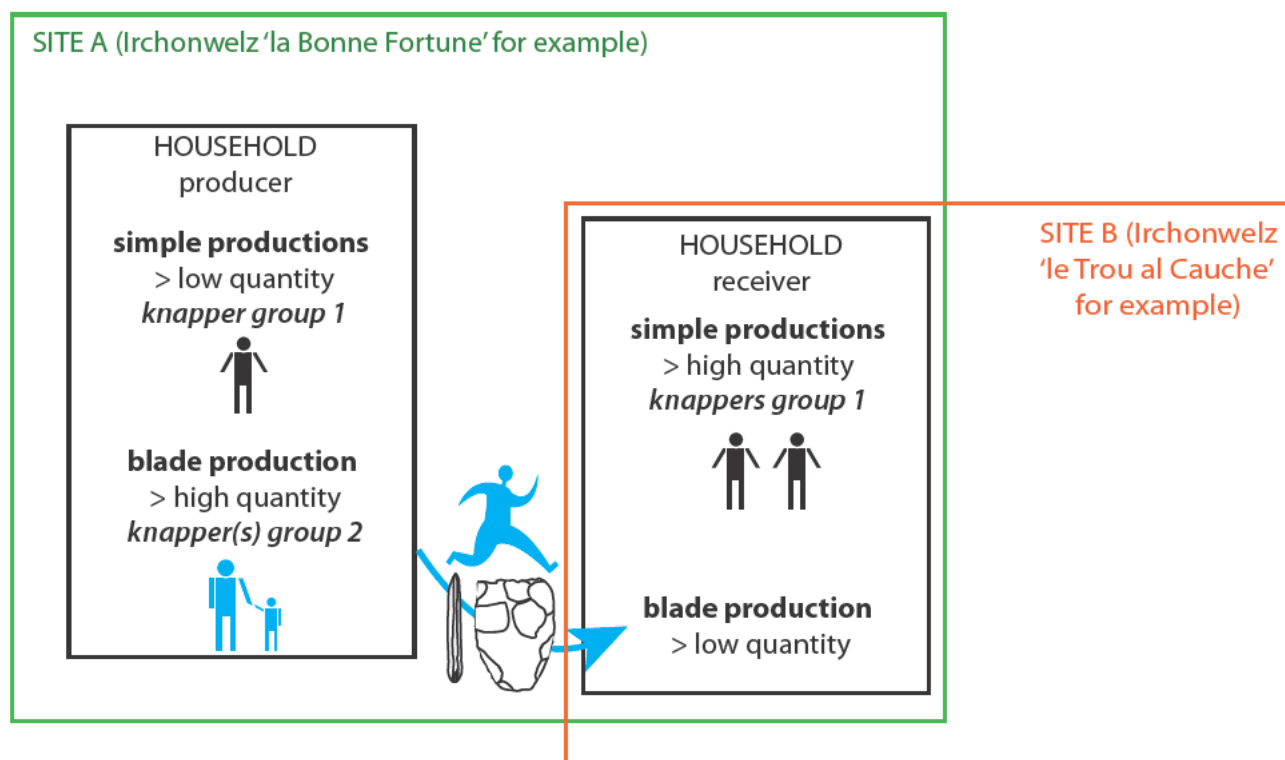 SITE A (Irchonwelz ‘la Bonne Fortune’ for example)
HOUSEHOLD
producer
simple productions
> low quantity
knapper group 1
blade production
> high quantity
knapper(s) group 2
HOUSEHOLD
receiver
simple productions
> high quantity
knappers group 1
blade production
> low quantity
SITE B (Irchonwelz
‘le Trou al Cauche’
for example)